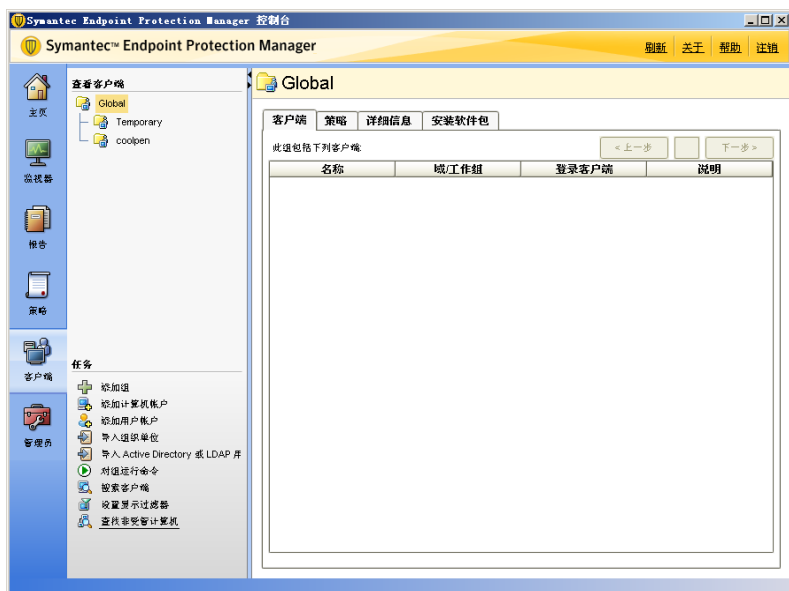 Symantec Endpoint Protection Manager 控制台
Symantec™ Endpoint Protection Manager
刷新 关于 帮助 注销
主页
监视器
报告
策略
客户端
管理员
查看客户端
Global
Temporary
coolpen
任务
添加组
添加计算机帐户
添加用户帐户
导入组织单位
导入 Active Directory 或 LDAP 库
对组运行命令
搜索客户端
设置显示过滤器
查找非受管计算机
Global
客户端 策略 详细信息 安装软件包
此组包括下列客户端:
< 上一步 下一步 >
名称 域/工作组 登录客户端 说明